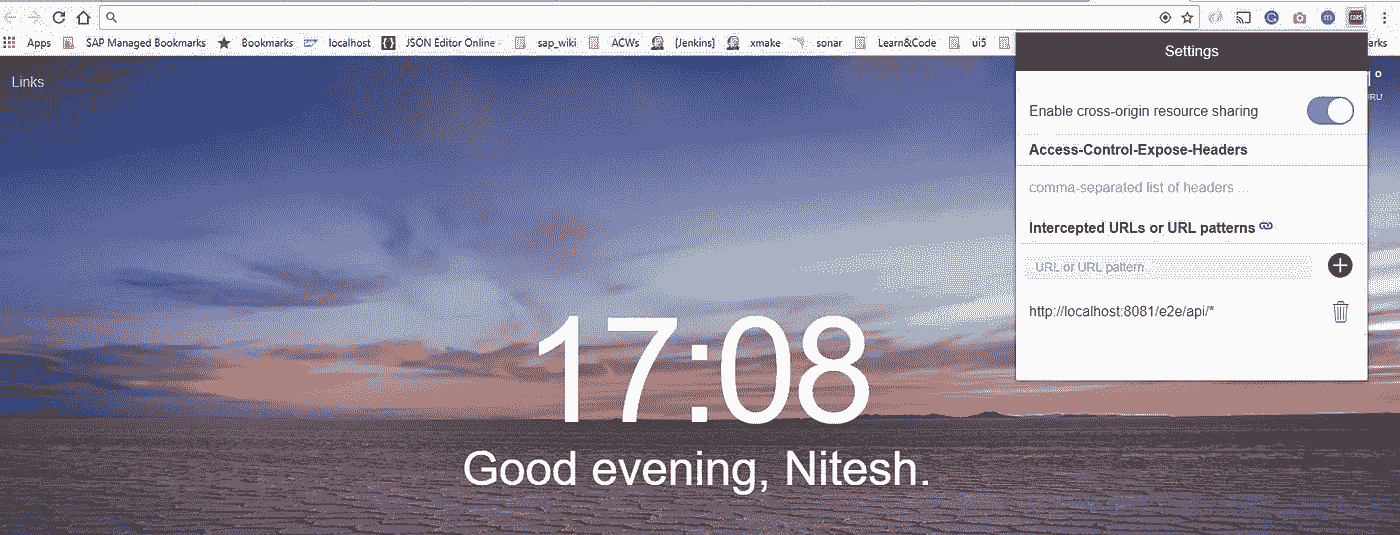 Apps SAP Managed Bookmarks Bookmarks localhost JSON Editor Online sap_wiki ACWs [Jenkins] xmake sonar Learn&Code ui5
Settings
Links
Enable cross-origin resource sharing
Access-Control-Expose-Headers
comma-separated list of headers ...
Intercepted URLs or URL patterns
URL or URL pattern
http://localhost:8081/e2e/api/*
17:08
Good evening, Nitesh.